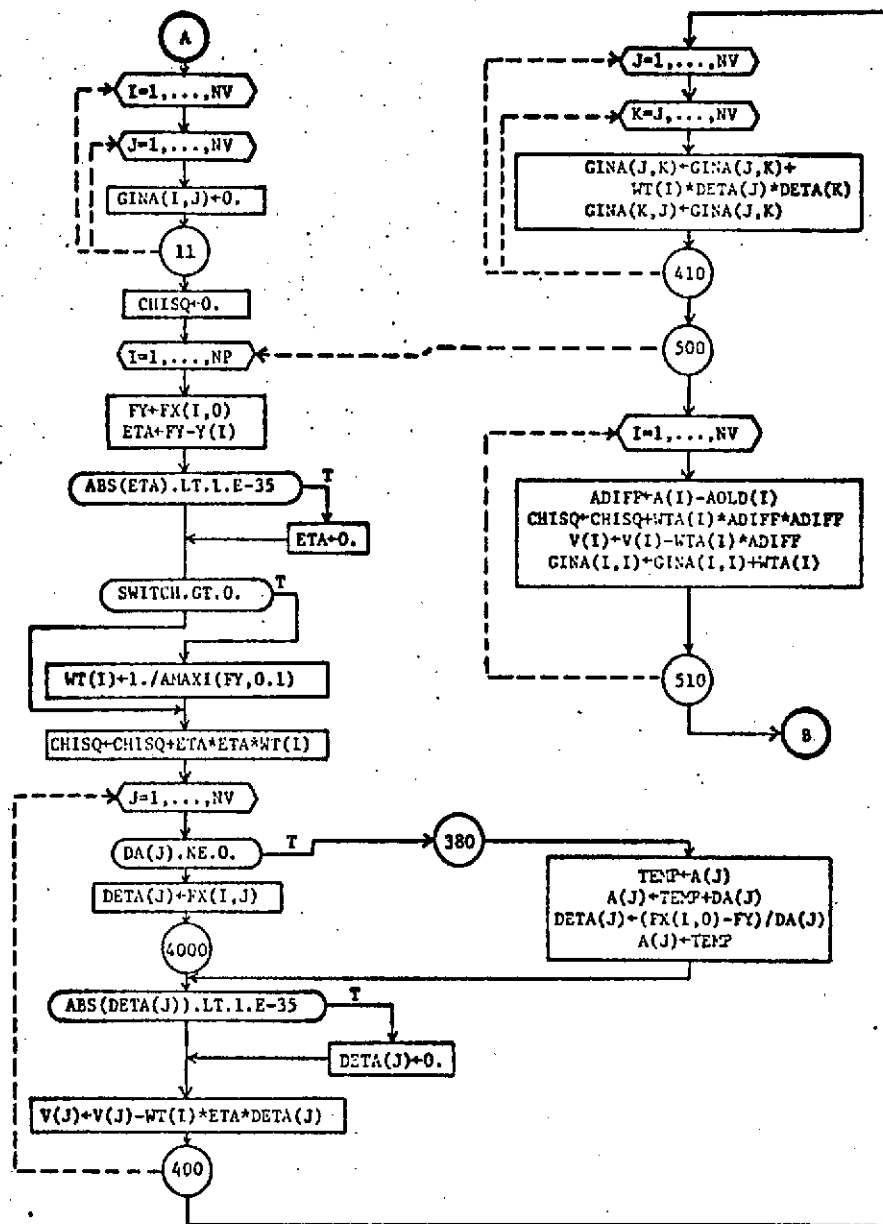 A
I=1,...,NV
J=1,...,NV
GINA(I,J)←0.
11
CHISQ←0.
I=1,...,NP
FY←FX(I,0)
ETA←FY-Y(I)
ABS(ETA).LT.1.E-35
T
ETA←0.
SWITCH.GT.0.
T
WT(I)←1./AMAX1(FY,0.1)
CHISQ←CHISQ+ETA*ETA*WT(I)
J=1,...,NV
DA(J).NE.0.
T
380
DETA(J)←FX(I,J)
TEMP←A(J)
A(J)←TEMP+DA(J)
DETA(J)←(FX(I,0)-FY)/DA(J)
A(J)←TEMP
4000
ABS(DETA(J)).LT.1.E-35
T
DETA(J)←0.
V(J)←V(J)-WT(I)*ETA*DETA(J)
400
J=1,...,NV
K=J,...,NV
GINA(J,K)←GINA(J,K)+
WT(I)*DETA(J)*DETA(K)
GINA(K,J)←GINA(J,K)
410
500
I=1,...,NV
ADIFF←A(I)-AOLD(I)
CHISQ←CHISQ+WTA(I)*ADIFF*ADIFF
V(I)←V(I)-WTA(I)*ADIFF
GINA(I,I)←GINA(I,I)+WTA(I)
510
B